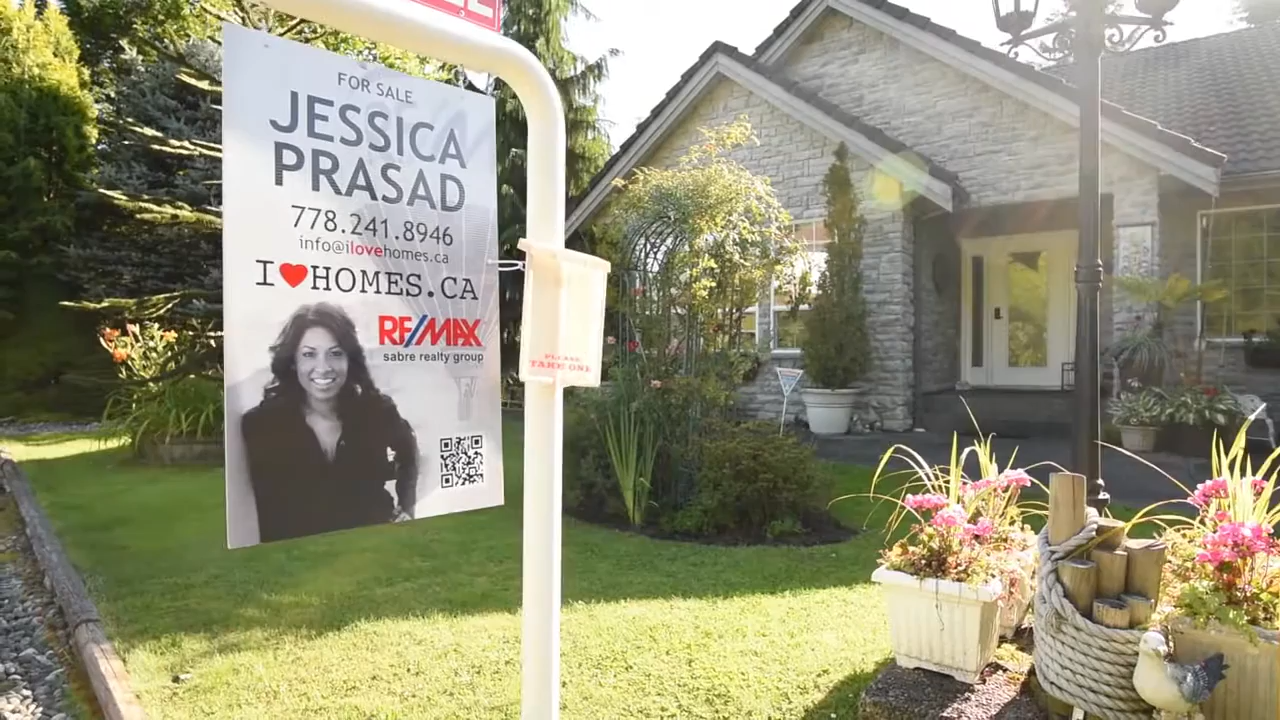 FOR SALE
JESSICA
PRASAD
778.241.8946
info@ilovehomes.ca
I❤HOMES.CA
RE/MAX
sabre realty group
PLEASE
TAKE ONE